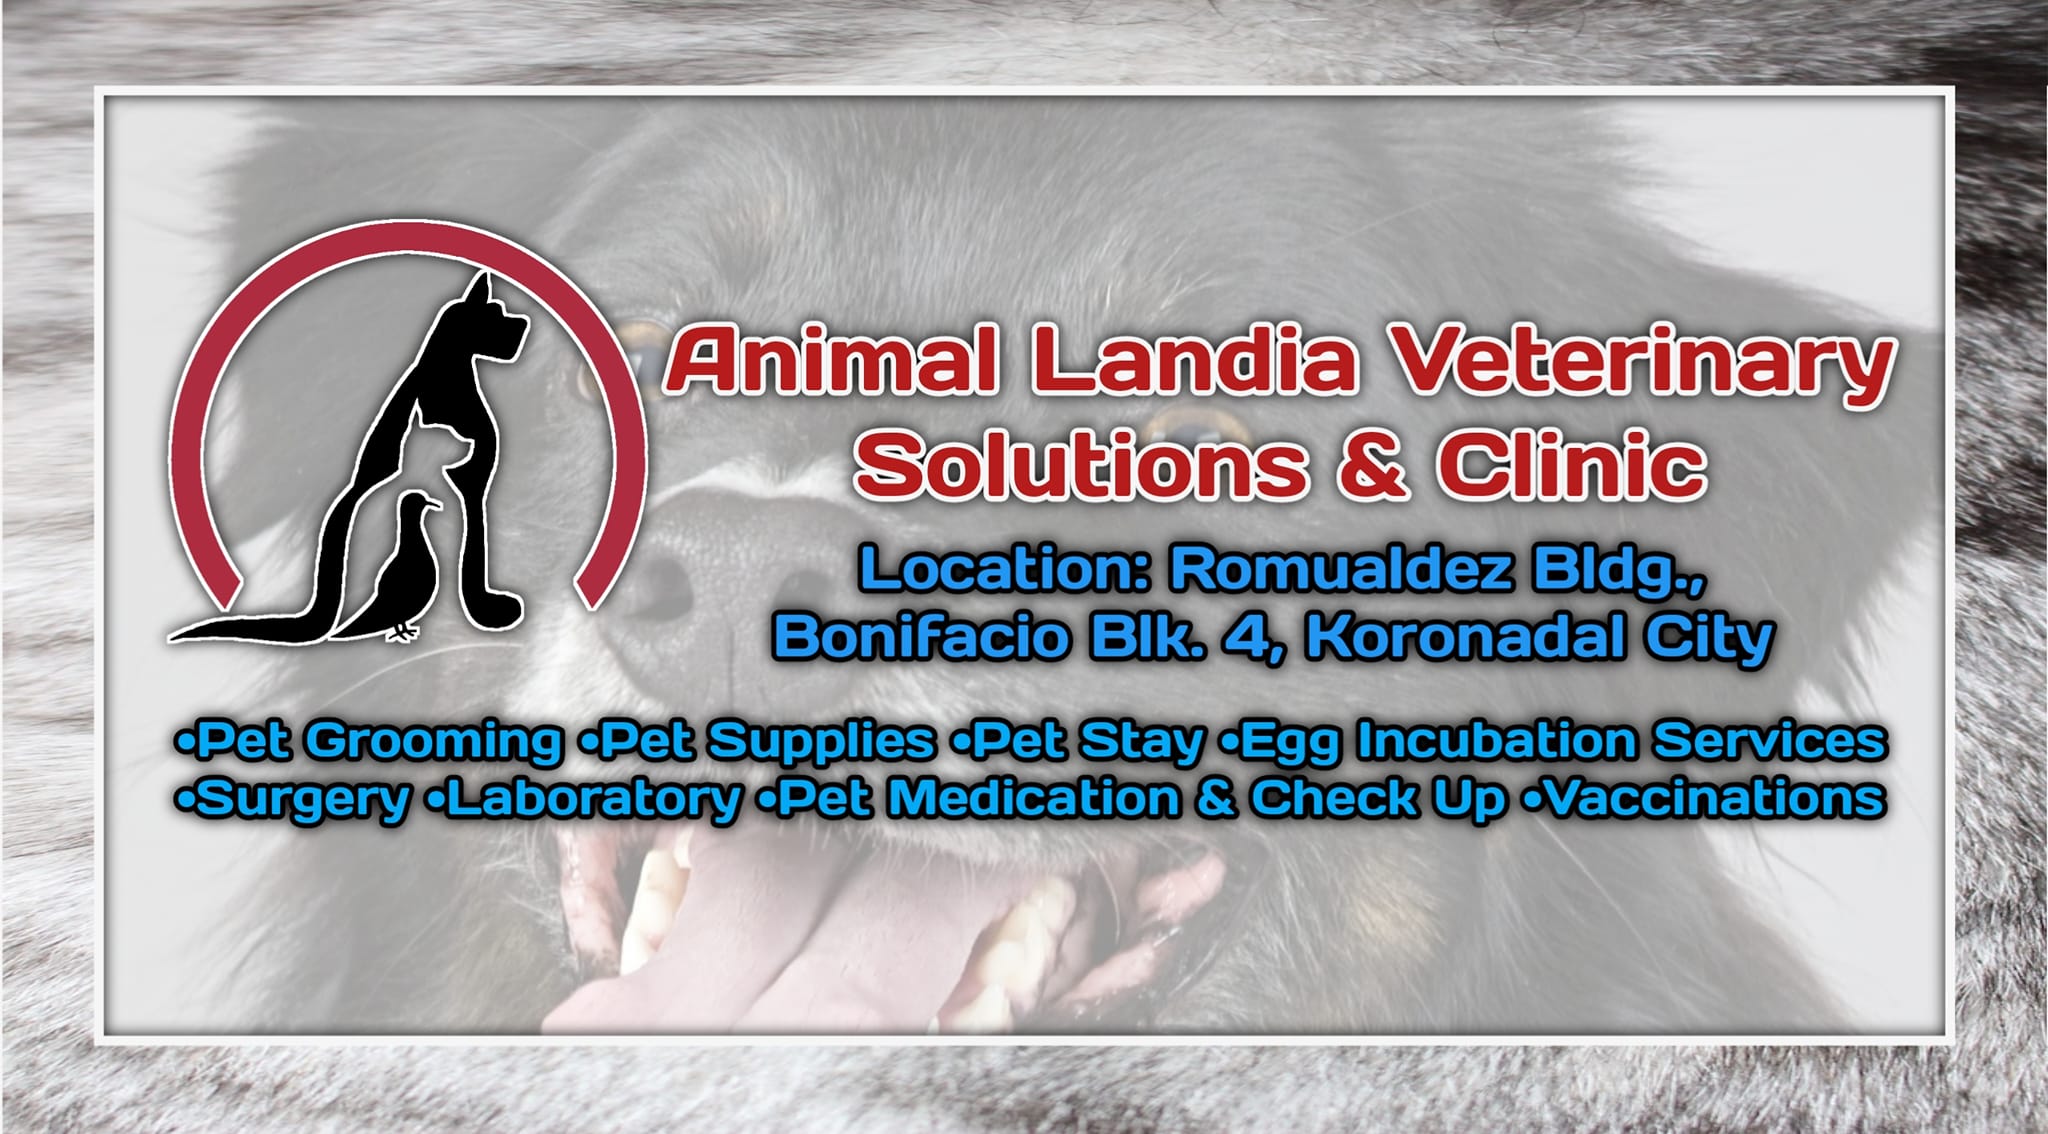 Animal Landia Veterinary
Solutions & Clinic
Location: Romualdez Bldg.,
Bonifacio Blk. 4, Koronadal City
•Pet Grooming •Pet Supplies •Pet Stay •Egg Incubation Services
•Surgery •Laboratory •Pet Medication & Check Up •Vaccinations